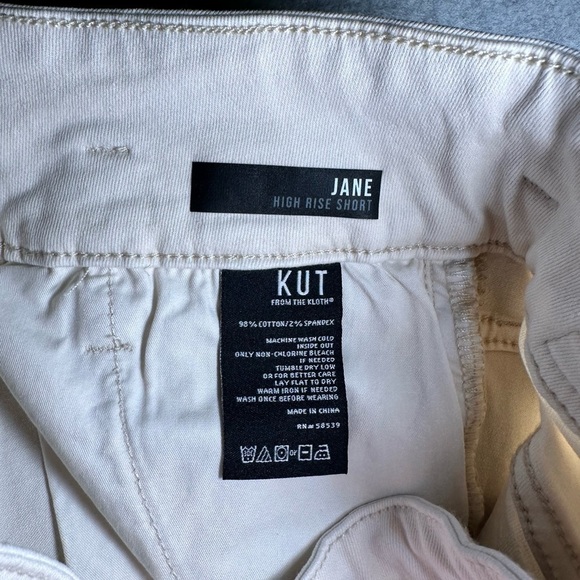 JANE
HIGH RISE SHORT
KUT
FROM THE KLOTH®
98% COTTON/2% SPANDEX
MACHINE WASH COLD
INSIDE OUT
ONLY NON-CHLORINE BLEACH
IF NEEDED
TUMBLE DRY LOW
OR FOR BETTER CARE
LAY FLAT TO DRY
WARM IRON IF NEEDED
WASH ONCE BEFORE WEARING
MADE IN CHINA
RN# 58539
or